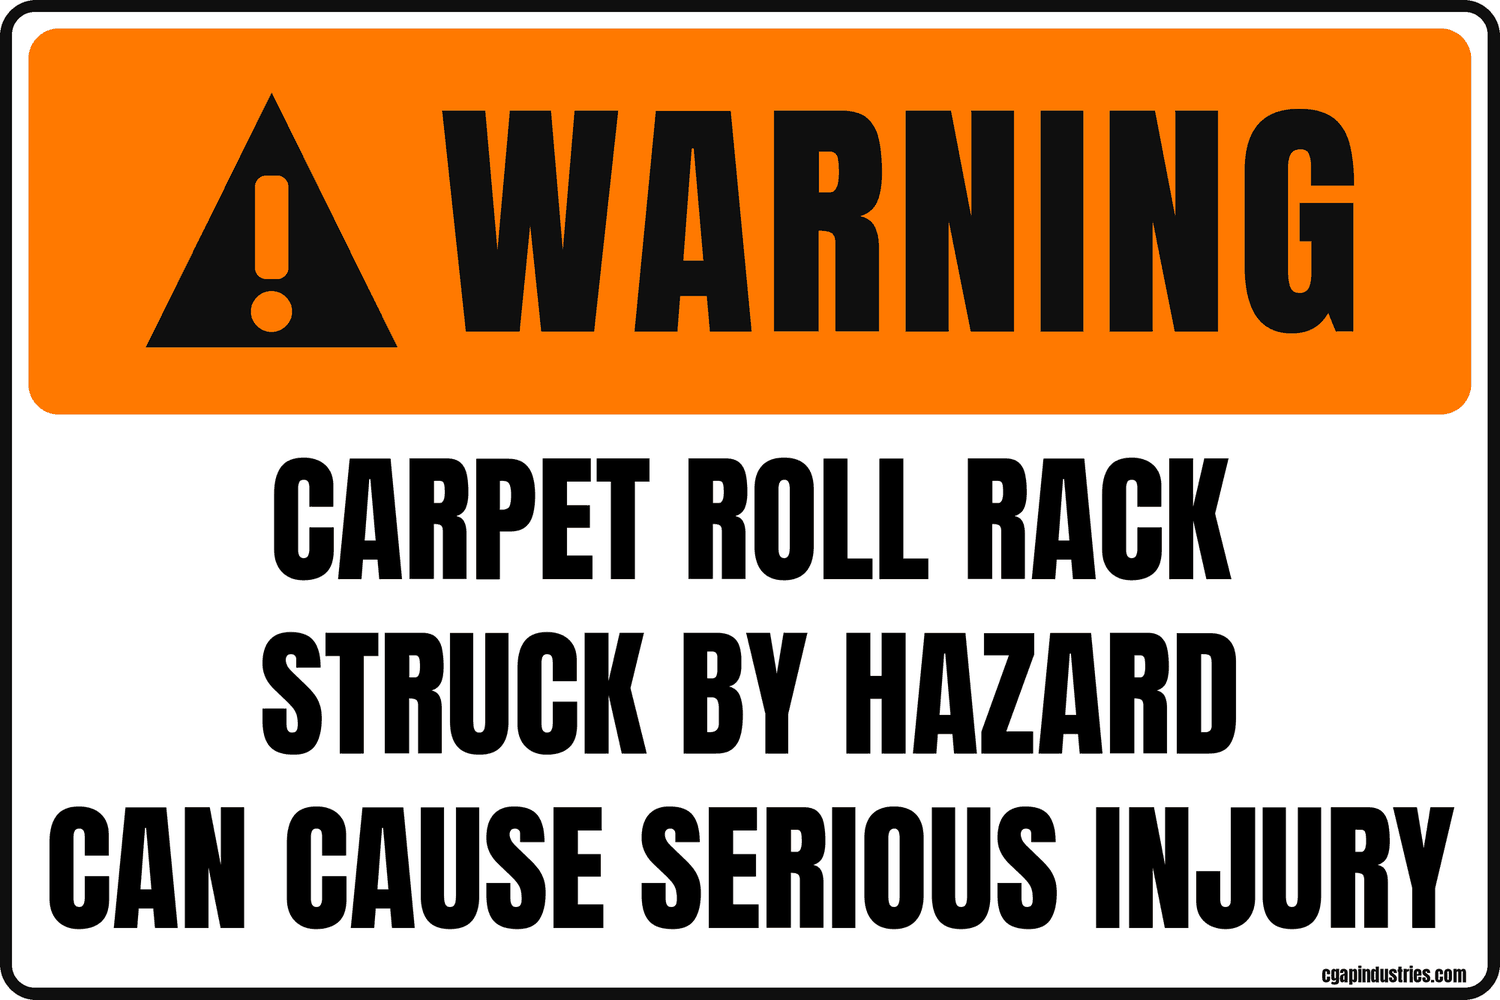 WARNING
CARPET ROLL RACK
STRUCK BY HAZARD
CAN CAUSE SERIOUS INJURY
cgapindustries.com